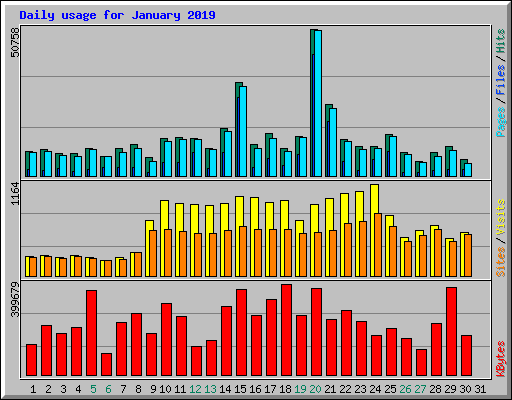 Daily usage for January 2019
50758
Pages / Files / Hits
1164
Sites / Visits
399679
KBytes
1 2 3 4 5 6 7 8 9 10 11 12 13 14 15 16 17 18 19 20 21 22 23 24 25 26 27 28 29 30 31